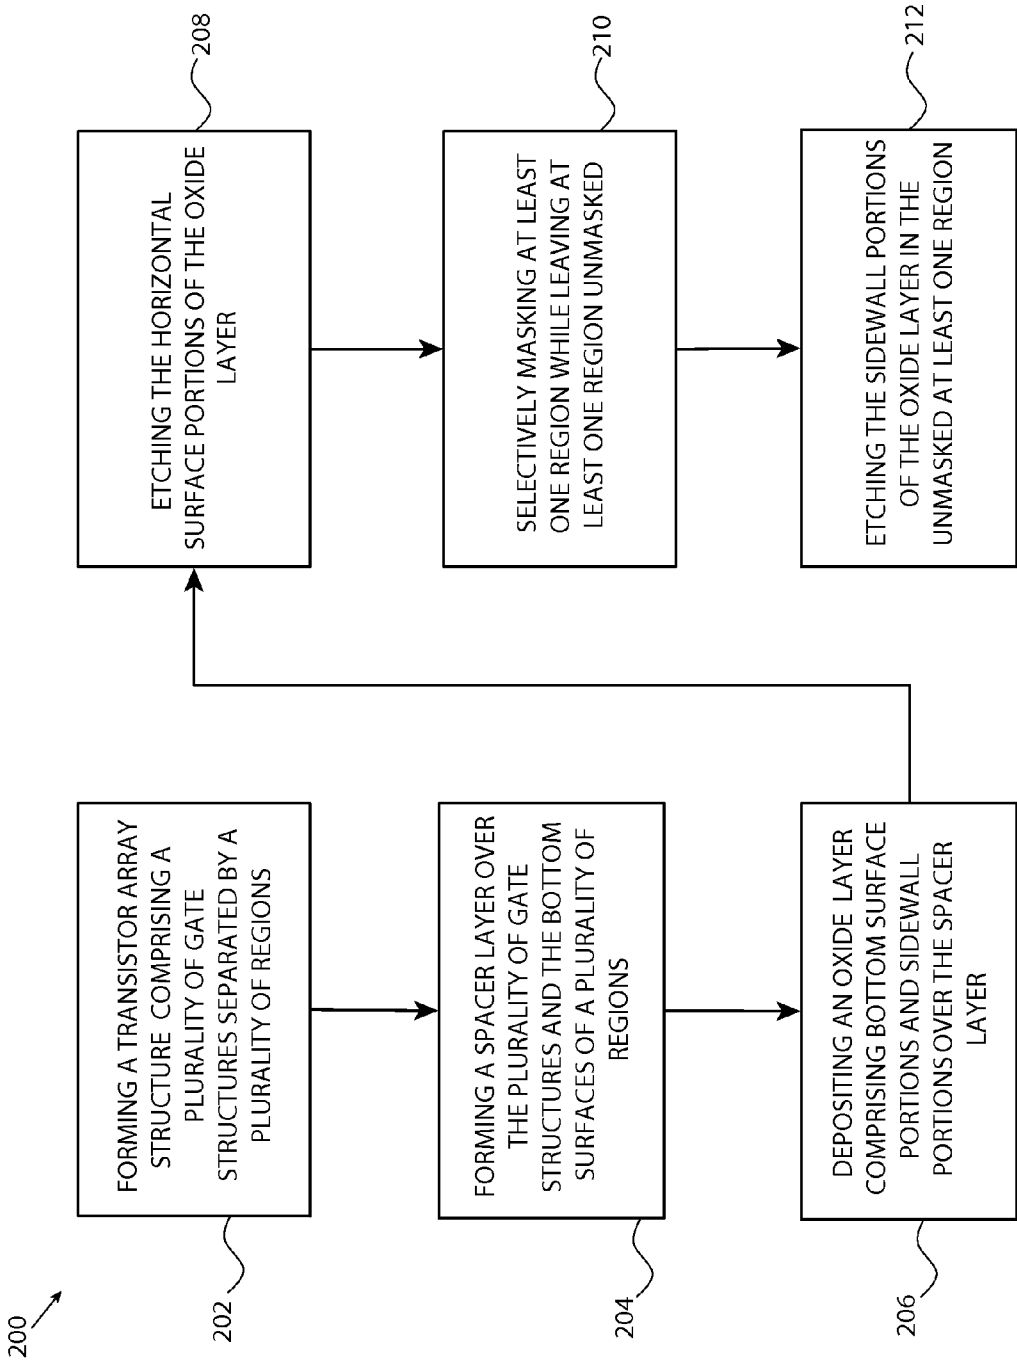 200
FORMING A TRANSISTOR ARRAY
STRUCTURE COMPRISING A
PLURALITY OF GATE
STRUCTURES SEPARATED BY A
PLURALITY OF REGIONS
202
FORMING A SPACER LAYER OVER
THE PLURALITY OF GATE
STRUCTURES AND THE BOTTOM
SURFACES OF A PLURALITY OF
REGIONS
204
DEPOSITING AN OXIDE LAYER
COMPRISING BOTTOM SURFACE
PORTIONS AND SIDEWALL
PORTIONS OVER THE SPACER
LAYER
206
ETCHING THE HORIZONTAL
SURFACE PORTIONS OF THE OXIDE
LAYER
208
SELECTIVELY MASKING AT LEAST
ONE REGION WHILE LEAVING AT
LEAST ONE REGION UNMASKED
210
ETCHING THE SIDEWALL PORTIONS
OF THE OXIDE LAYER IN THE
UNMASKED AT LEAST ONE REGION
212